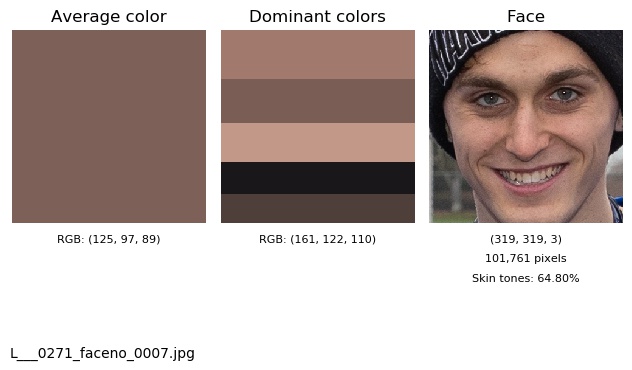 Average color
Dominant colors
Face
RGB: (125, 97, 89)
RGB: (161, 122, 110)
(319, 319, 3)
101,761 pixels
Skin tones: 64.80%
L___0271_faceno_0007.jpg